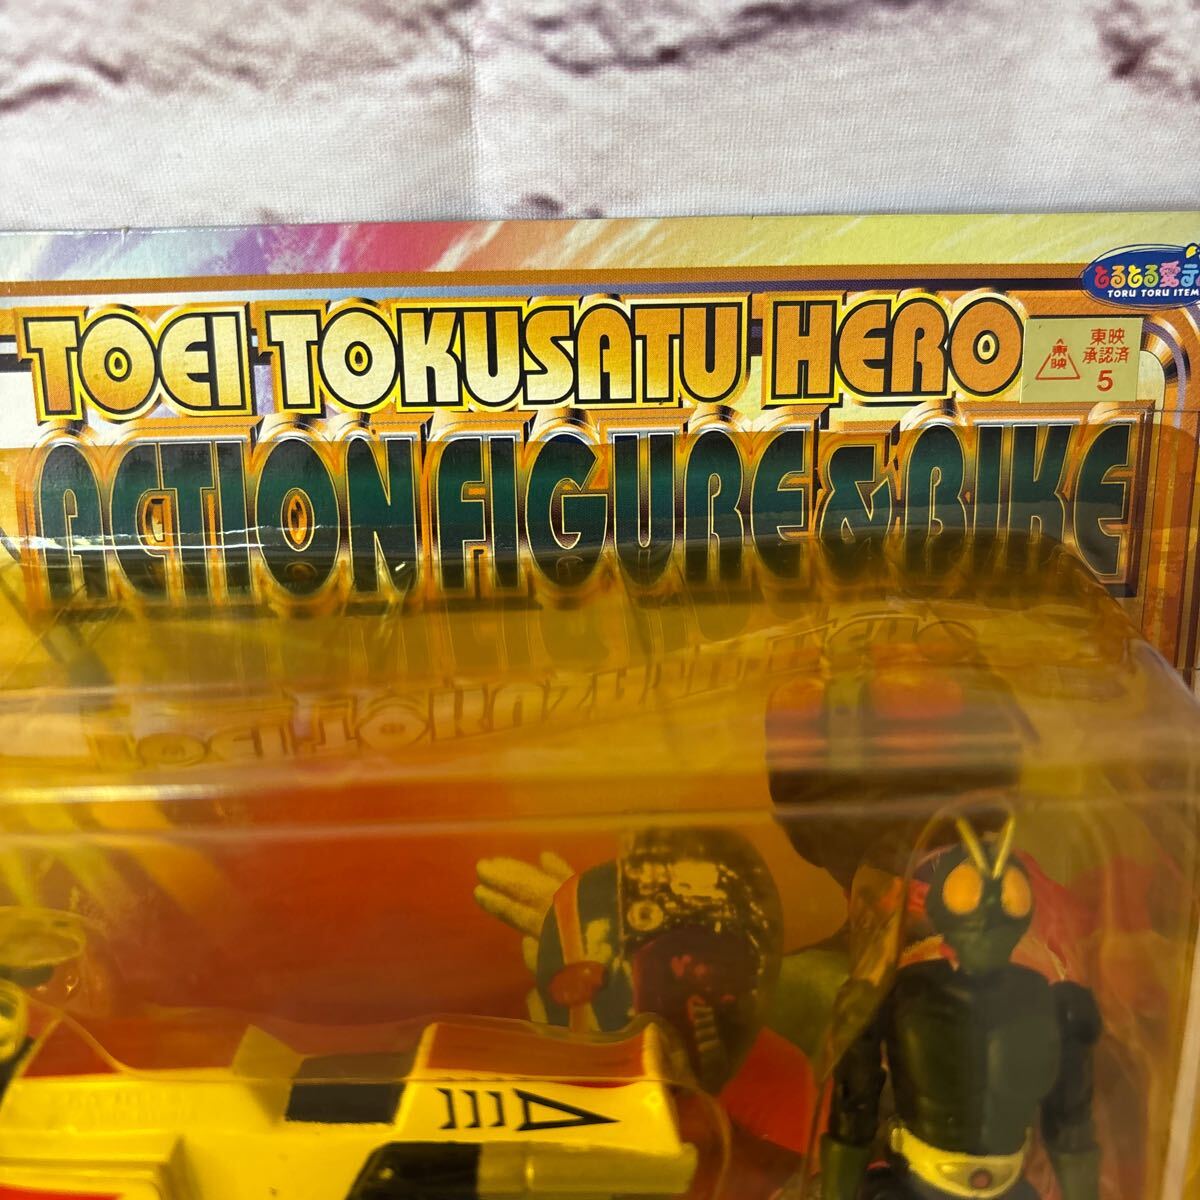 とるとる愛テ
TORU TORU ITEM
TOEI TOKUSATU HERO
東映
東映
承認済
5
ACTION FIGURE & BIKE